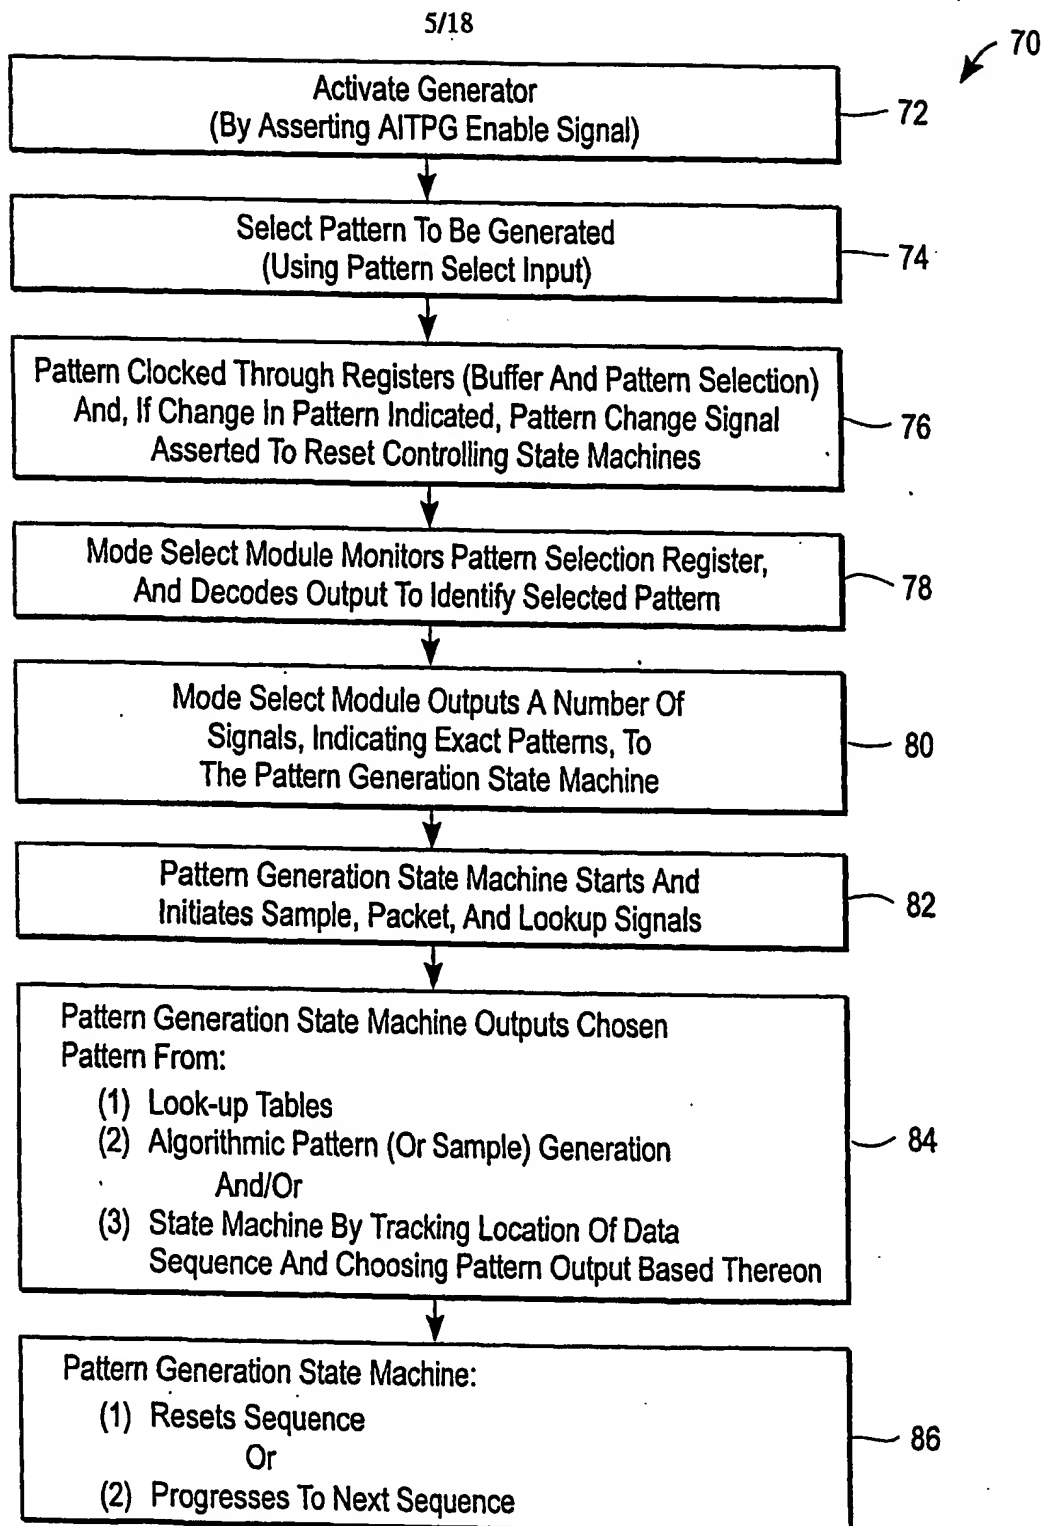 5/18
70
Activate Generator
(By Asserting AITPG Enable Signal)
72
Select Pattern To Be Generated
(Using Pattern Select Input)
74
Pattern Clocked Through Registers (Buffer And Pattern Selection)
And, If Change In Pattern Indicated, Pattern Change Signal
Asserted To Reset Controlling State Machines
76
Mode Select Module Monitors Pattern Selection Register,
And Decodes Output To Identify Selected Pattern
78
Mode Select Module Outputs A Number Of
Signals, Indicating Exact Patterns, To
The Pattern Generation State Machine
80
Pattern Generation State Machine Starts And
Initiates Sample, Packet, And Lookup Signals
82
Pattern Generation State Machine Outputs Chosen
Pattern From:
(1) Look-up Tables
(2) Algorithmic Pattern (Or Sample) Generation
And/Or
(3) State Machine By Tracking Location Of Data
Sequence And Choosing Pattern Output Based Thereon
84
Pattern Generation State Machine:
(1) Resets Sequence
Or
(2) Progresses To Next Sequence
86